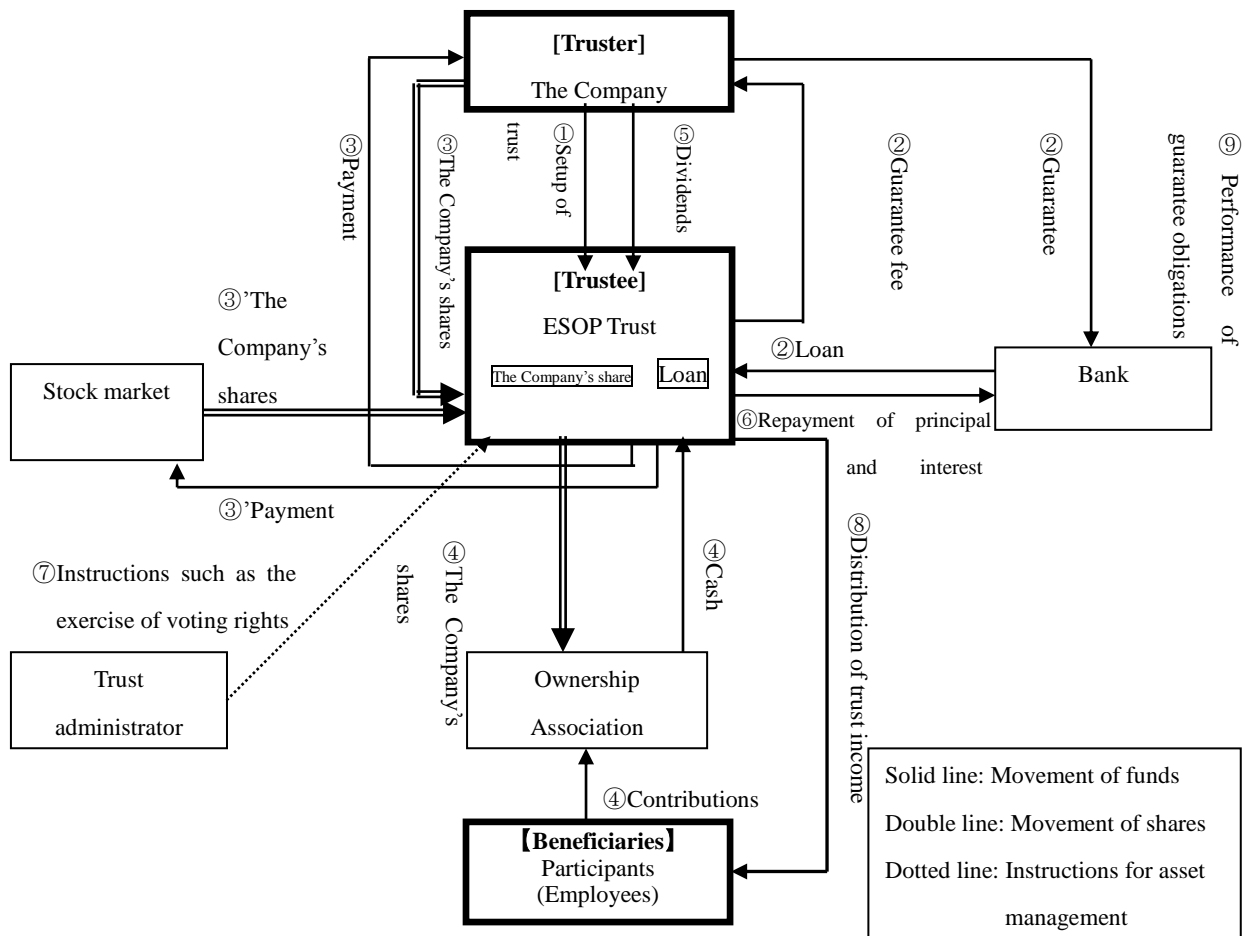 [Truster]
The Company
③Payment
③The Company's shares
①Setup of
trust
⑤Dividends
②Guarantee fee
②Guarantee
⑨ Performance of
guarantee obligations
[Trustee]
ESOP Trust
The Company's share
Loan
③'The
Company's
shares
Stock market
②Loan
Bank
⑥Repayment of principal
and interest
③'Payment
⑦Instructions such as the
exercise of voting rights
④The Company's
shares
④Cash
⑧Distribution of trust income
Trust
administrator
Ownership
Association
④Contributions
【Beneficiaries】
Participants
(Employees)
Solid line: Movement of funds
Double line: Movement of shares
Dotted line: Instructions for asset
management